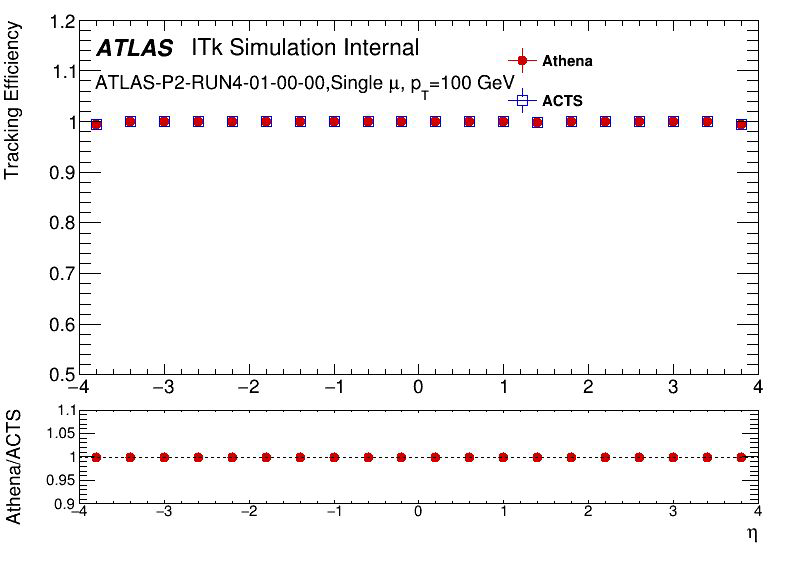 Tracking Efficiency
ATLAS ITk Simulation Internal
ATLAS-P2-RUN4-01-00-00,Single μ, pT=100 GeV
Athena
ACTS
1.2
1.1
1
0.9
0.8
0.7
0.6
0.5
−4 −3 −2 −1 0 1 2 3 4
Athena/ACTS
1.1
1.05
1
0.95
0.9
−4 −3 −2 −1 0 1 2 3 4
η